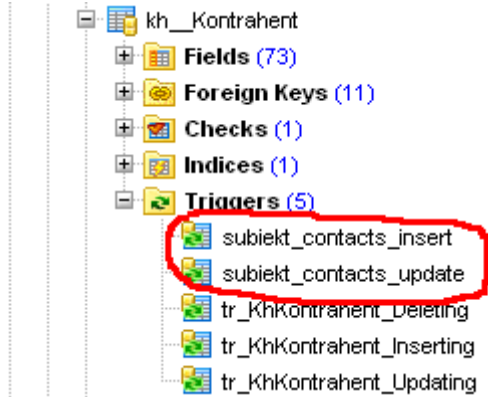 kh__Kontrahent
Fields (73)
Foreign Keys (11)
Checks (1)
Indices (1)
Triggers (5)
subiekt_contacts_insert
subiekt_contacts_update
tr_KhKontrahent_Deleting
tr_KhKontrahent_Inserting
tr_KhKontrahent_Updating